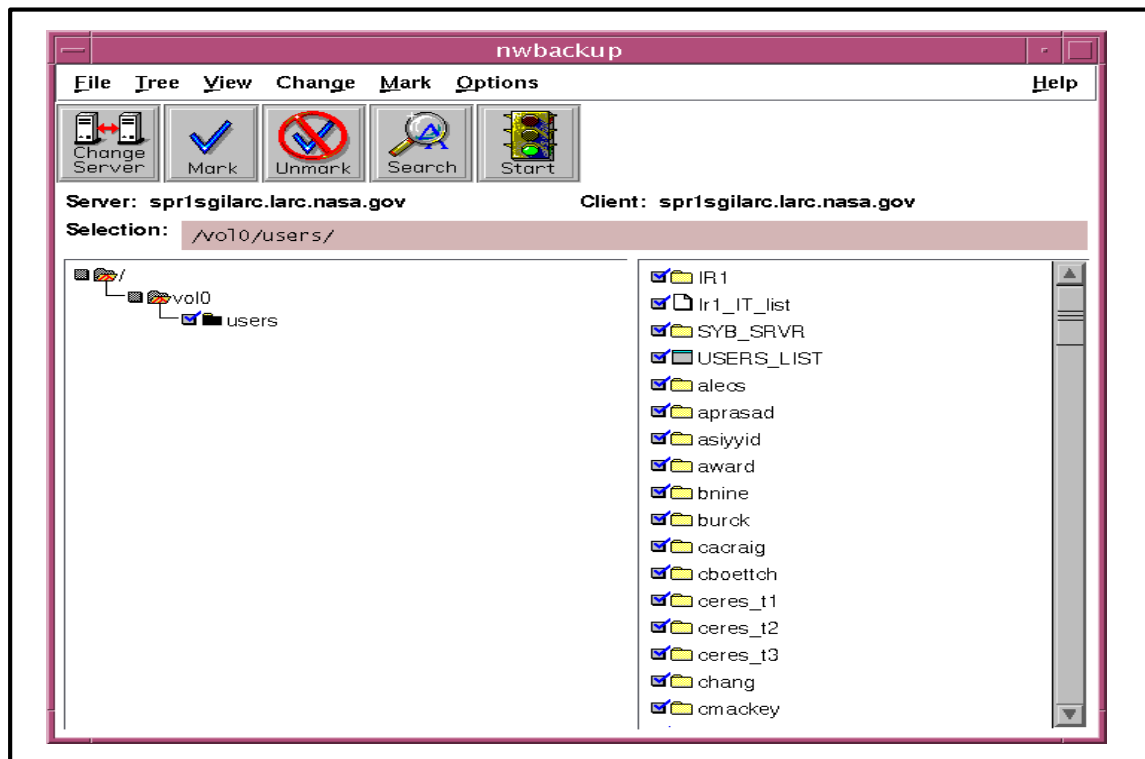 nwbackup
File Tree View Change Mark Options Help
Change Server Mark Unmark Search Start
Server: spr1sgilarc.larc.nasa.gov Client: spr1sgilarc.larc.nasa.gov
Selection: /vol0/users/
/
vol0
users
IR1
Ir1_IT_list
SYB_SRVR
USERS_LIST
alecs
aprasad
asiyyid
award
bnine
burck
cacraig
cboettch
ceres_t1
ceres_t2
ceres_t3
chang
cmackey